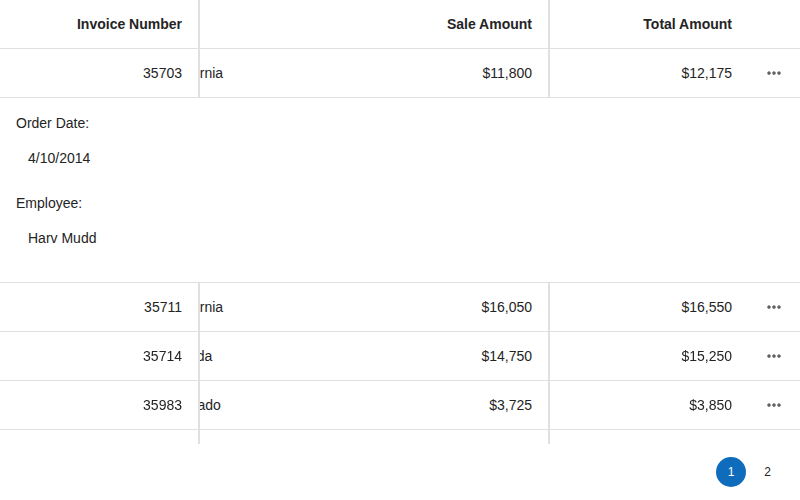 Invoice Number Sale Amount Total Amount
35703 rnia $11,800 $12,175
Order Date:
4/10/2014
Employee:
Harv Mudd
35711 rnia $16,050 $16,550
35714 da $14,750 $15,250
35983 ado $3,725 $3,850
1 2